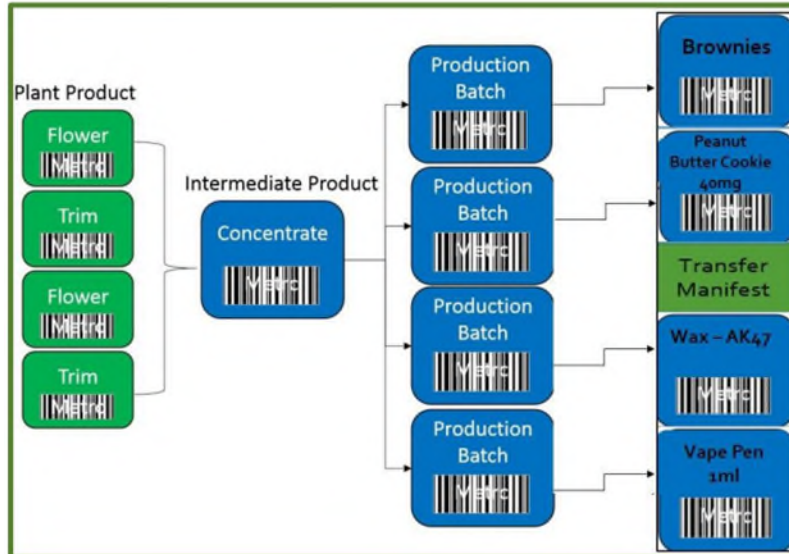 Plant Product
Flower
Metrc
Trim
Metrc
Flower
Metrc
Trim
Metrc
Intermediate Product
Concentrate
Metrc
Production
Batch
Metrc
Production
Batch
Metrc
Production
Batch
Metrc
Production
Batch
Metrc
Brownies
Metrc
Peanut
Butter Cookie
40mg
Metrc
Transfer
Manifest
Wax – AK47
Metrc
Vape Pen
1ml
Metrc